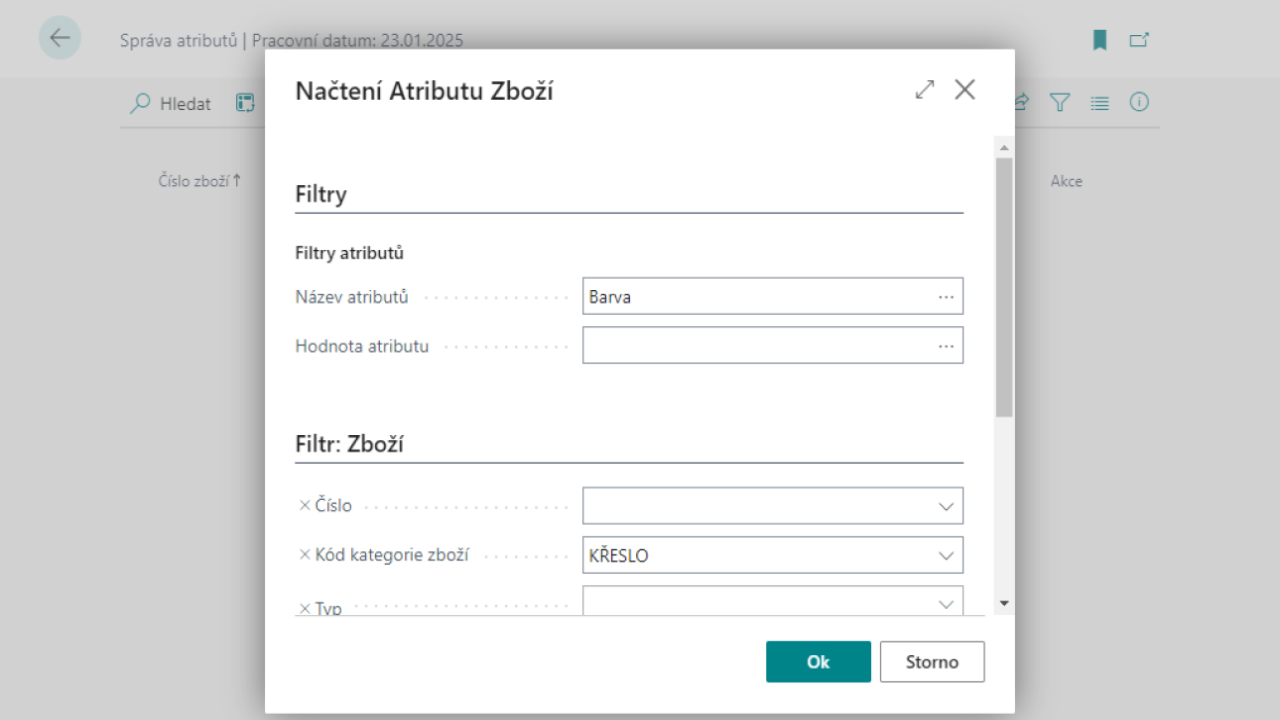 Správa atributů | Pracovní datum: 23.01.2025
Hledat
Číslo zboží↑
Akce
Načtení Atributu Zboží
Filtry
Filtry atributů
Název atributů
Barva
Hodnota atributu
Filtr: Zboží
Číslo
Kód kategorie zboží
KŘESLO
Typ
Ok
Storno